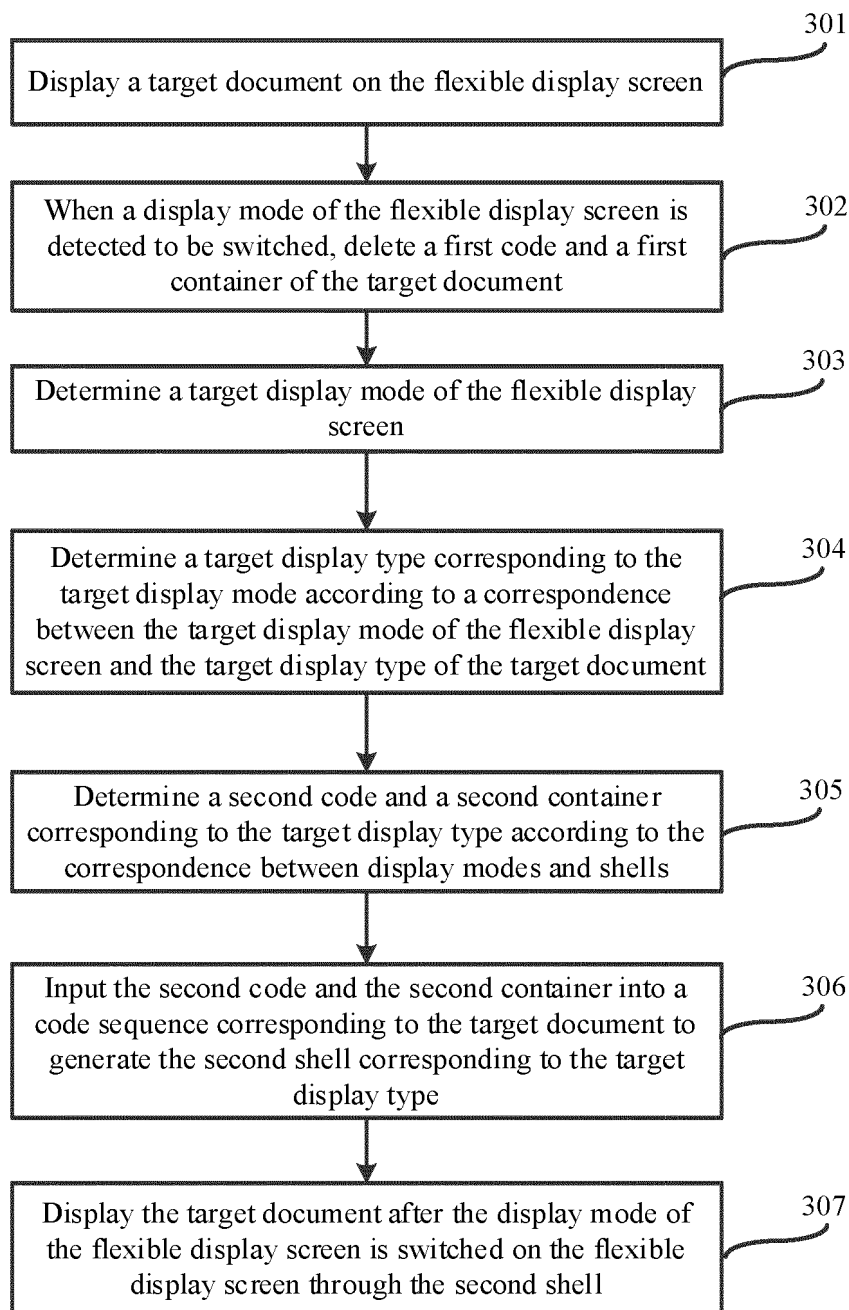 301
Display a target document on the flexible display screen
302
When a display mode of the flexible display screen is
detected to be switched, delete a first code and a first
container of the target document
303
Determine a target display mode of the flexible display
screen
304
Determine a target display type corresponding to the
target display mode according to a correspondence
between the target display mode of the flexible display
screen and the target display type of the target document
305
Determine a second code and a second container
corresponding to the target display type according to the
correspondence between display modes and shells
306
Input the second code and the second container into a
code sequence corresponding to the target document to
generate the second shell corresponding to the target
display type
307
Display the target document after the display mode of
the flexible display screen is switched on the flexible
display screen through the second shell